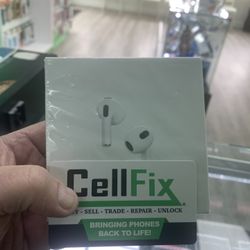 CellFix
- SELL - TRADE - REPAIR - UNLOCK
BRINGING PHONES
BACK TO LIFE!